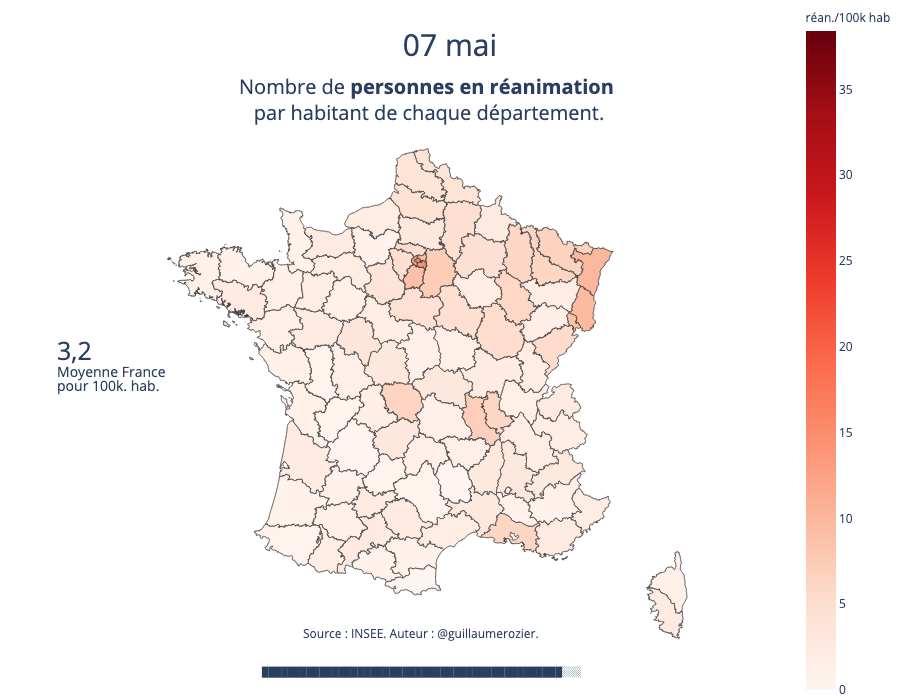 07 mai
Nombre de personnes en réanimation
par habitant de chaque département.
réan./100k hab
35
30
25
20
15
10
5
0
3,2
Moyenne France
pour 100k. hab.
Source : INSEE. Auteur : @guillaumerozier.